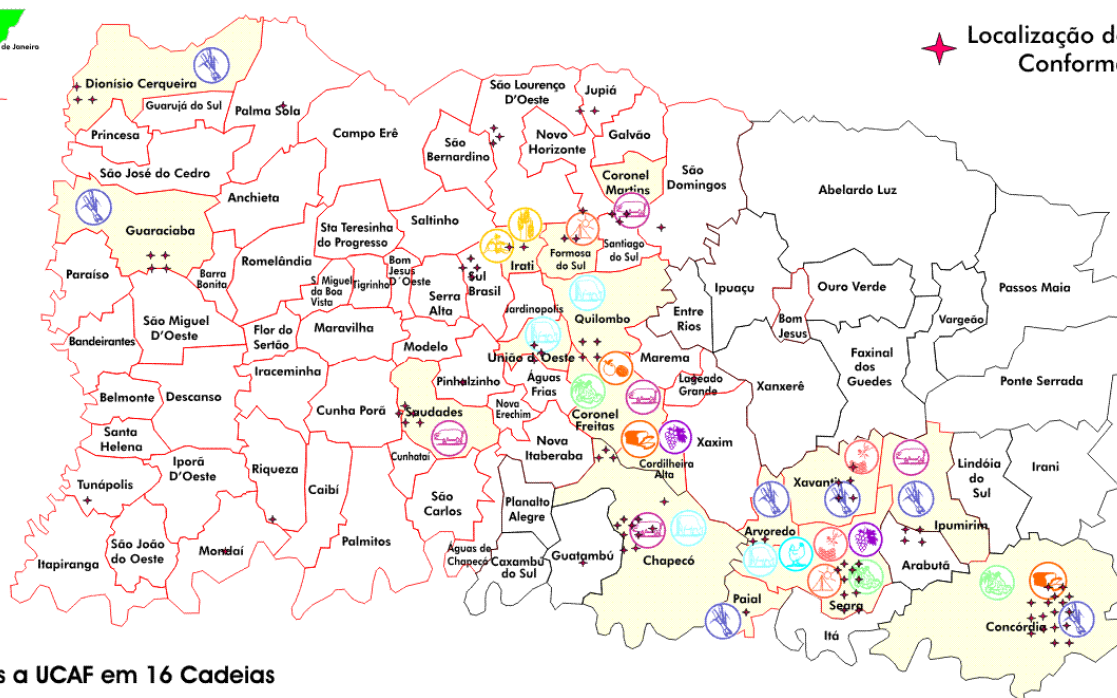 de Janeiro
Localização d
Conform
Dionísio Cerqueira
Guarujá do Sul
Palma Sola
Princesa
São José do Cedro
Campo Erê
São Lourenço
D'Oeste
Jupiá
São
Bernardino
Novo
Horizonte
Galvão
Coronel
Martins
São
Domingos
Abelardo Luz
Anchieta
Guaraciaba
Saltinho
Sta Teresinha
do Progresso
Paraíso
Barra
Bonita
Romelândia
S. Miguel
da Boa
Vista
Tigrinho
Bom
Jesus
D´Oeste
Serra
Alta
Sul
Brasil
Irati
Formosa
do Sul
Santiago
do Sul
Jardinopolis
Quilombo
Entre
Rios
Ipuaçu
Bom
Jesus
Ouro Verde
Vargeão
Passos Maia
Bandeirantes
São Miguel
D'Oeste
Flor do
Sertão
Maravilha
Modelo
União d'Oeste
Marema
Iraceminha
Pinhalzinho
Águas
Frias
Lageado
Grande
Xanxerê
Faxinal
dos
Guedes
Ponte Serrada
Belmonte
Descanso
Cunha Porã
Saudades
Nova
Erechim
Coronel
Freitas
Santa
Helena
Nova
Itaberaba
Xaxim
Cunhataí
Cordilheira
Alta
Iporã
D'Oeste
Riqueza
Tunápolis
Caibí
São
Carlos
Planalto
Alegre
Xavantina
Lindóia
do
Sul
Irani
Ipumirim
Arvoredo
São João
do Oeste
Mondaí
Palmitos
Águas de
Chapecó
Caxambú
do Sul
Guatambú
Chapecó
Arabutã
Itapiranga
Paial
Seara
Itá
Concórdia
s a UCAF em 16 Cadeias